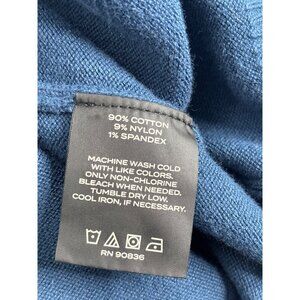 90% COTTON
9% NYLON
1% SPANDEX
MACHINE WASH COLD
WITH LIKE COLORS.
ONLY NON-CHLORINE
BLEACH WHEN NEEDED.
TUMBLE DRY LOW.
COOL IRON, IF NECESSARY.
RN 90836